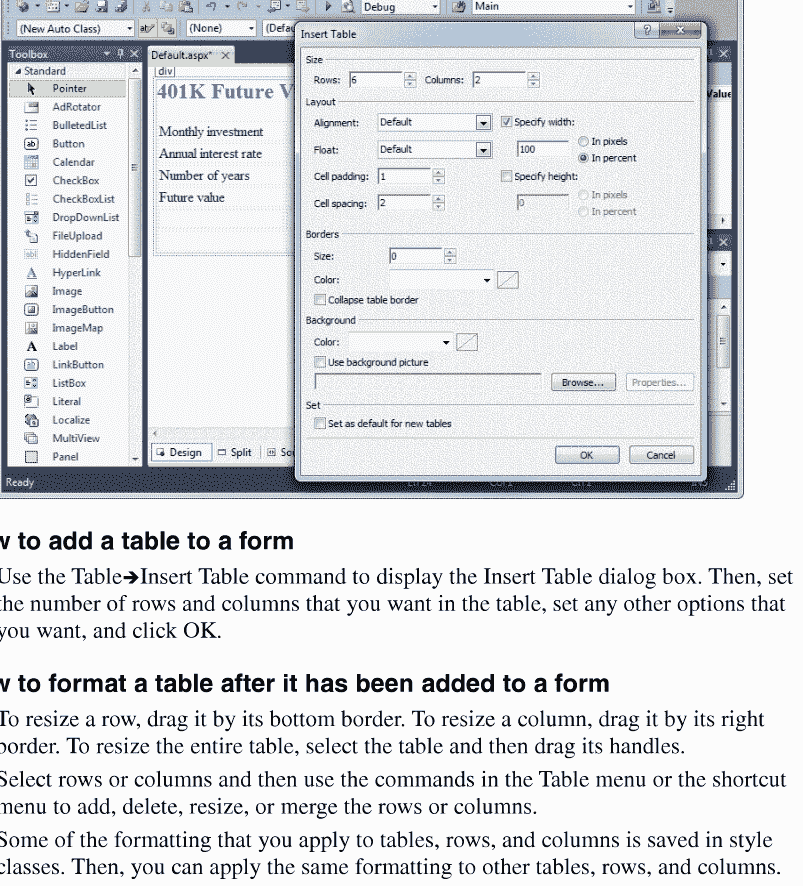 Debug
Main
(New Auto Class)
(None)
(Defau
Insert Table
Toolbox
Default.aspx*
Standard
Pointer
AdRotator
BulletedList
Button
Calendar
CheckBox
CheckBoxList
DropDownList
FileUpload
HiddenField
HyperLink
Image
ImageButton
ImageMap
Label
LinkButton
ListBox
Literal
Localize
MultiView
Panel
[div]
401K Future V
Monthly investment
Annual interest rate
Number of years
Future value
Design Split So
Ready
Size
Rows: 6 Columns: 2
Layout
Alignment: Default Specify width:
Float: Default 100 In pixels
In percent
Cell padding: 1 Specify height:
Cell spacing: 2 0 In pixels
In percent
Borders
Size: 0
Color:
Collapse table border
Background
Color:
Use background picture
Browse... Properties...
Set
Set as default for new tables
OK Cancel
Value
w to add a table to a form
Use the Table➔Insert Table command to display the Insert Table dialog box. Then, set
the number of rows and columns that you want in the table, set any other options that
you want, and click OK.
w to format a table after it has been added to a form
To resize a row, drag it by its bottom border. To resize a column, drag it by its right
border. To resize the entire table, select the table and then drag its handles.
Select rows or columns and then use the commands in the Table menu or the shortcut
menu to add, delete, resize, or merge the rows or columns.
Some of the formatting that you apply to tables, rows, and columns is saved in style
classes. Then, you can apply the same formatting to other tables, rows, and columns.